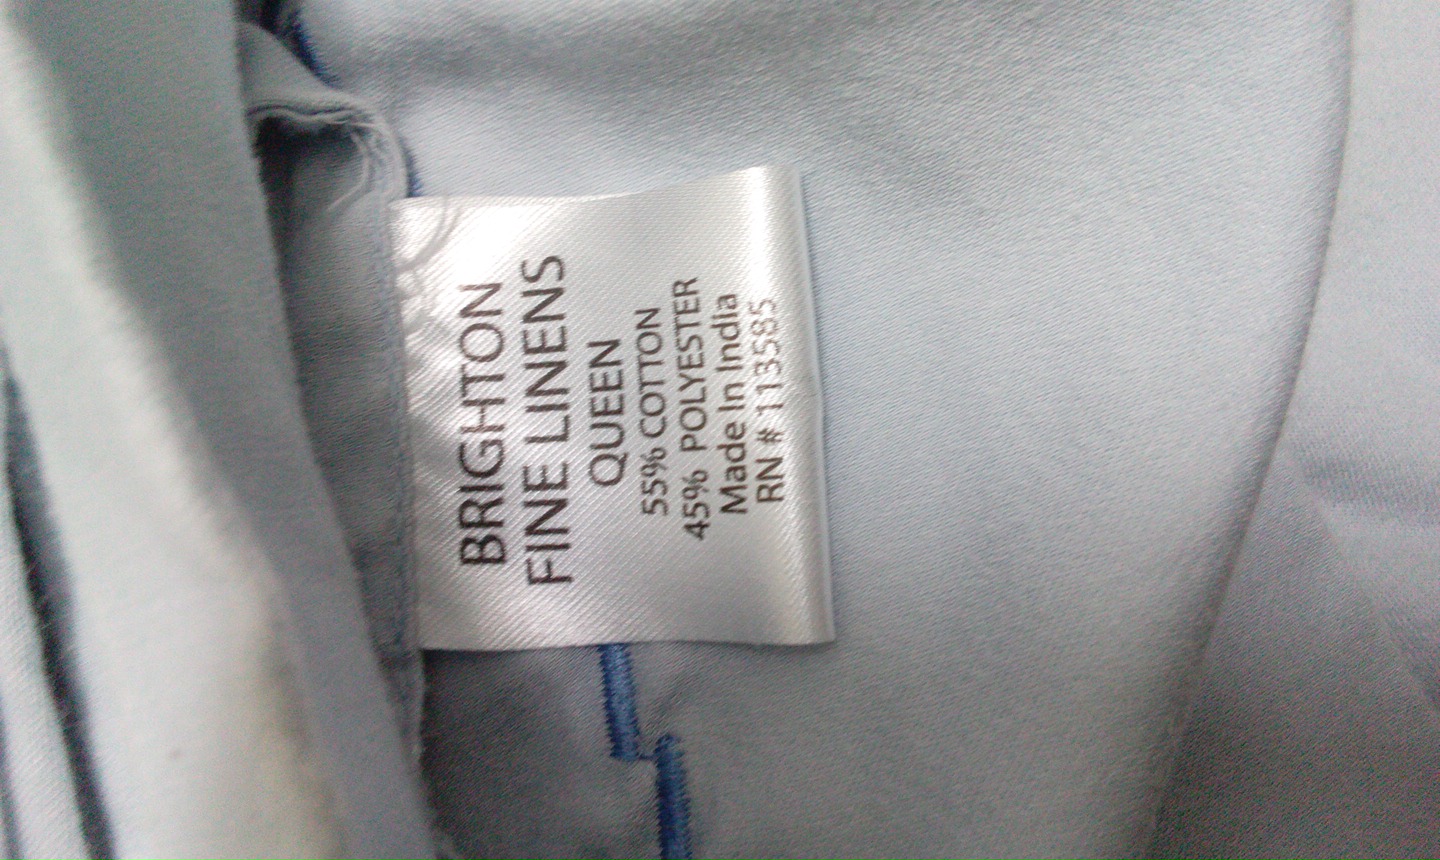 BRIGHTON
FINE LINENS
QUEEN
55% COTTON
45% POLYESTER
Made In India
RN # 113585